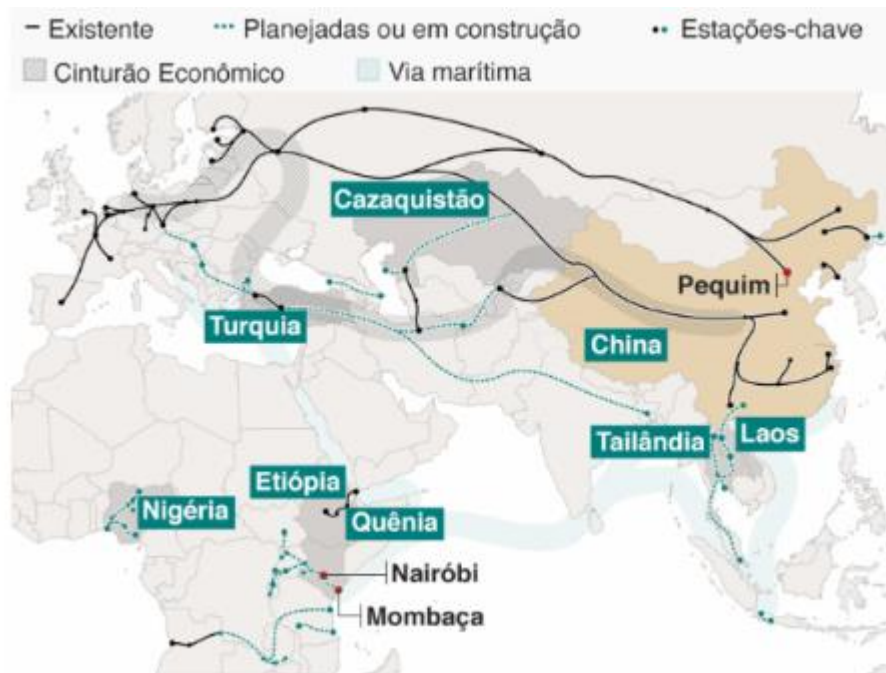 Existente
Planejadas ou em construção
Estações-chave
Cinturão Econômico
Via marítima
Cazaquistão
Pequim
Turquia
China
Tailândia
Laos
Etiópia
Nigéria
Quênia
Nairóbi
Mombaça